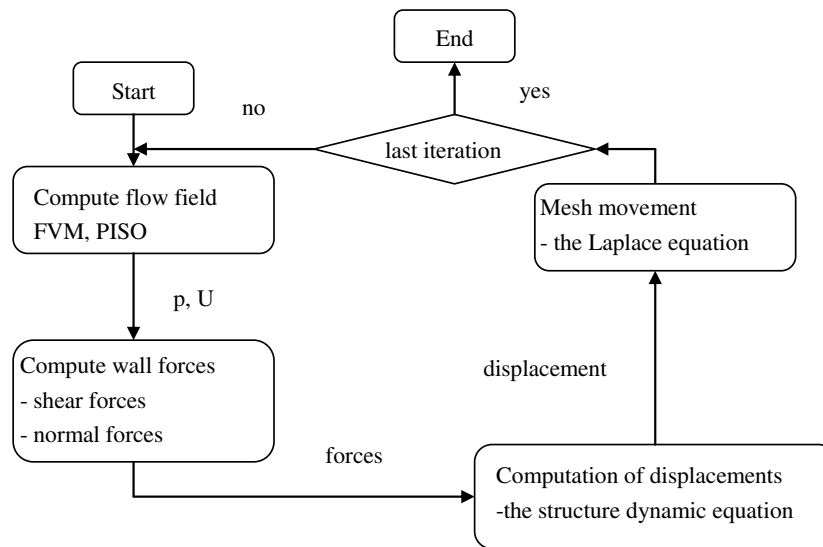 End
Start
no
yes
last iteration
Compute flow field
FVM, PISO
Mesh movement
- the Laplace equation
p, U
Compute wall forces
- shear forces
- normal forces
displacement
forces
Computation of displacements
-the structure dynamic equation